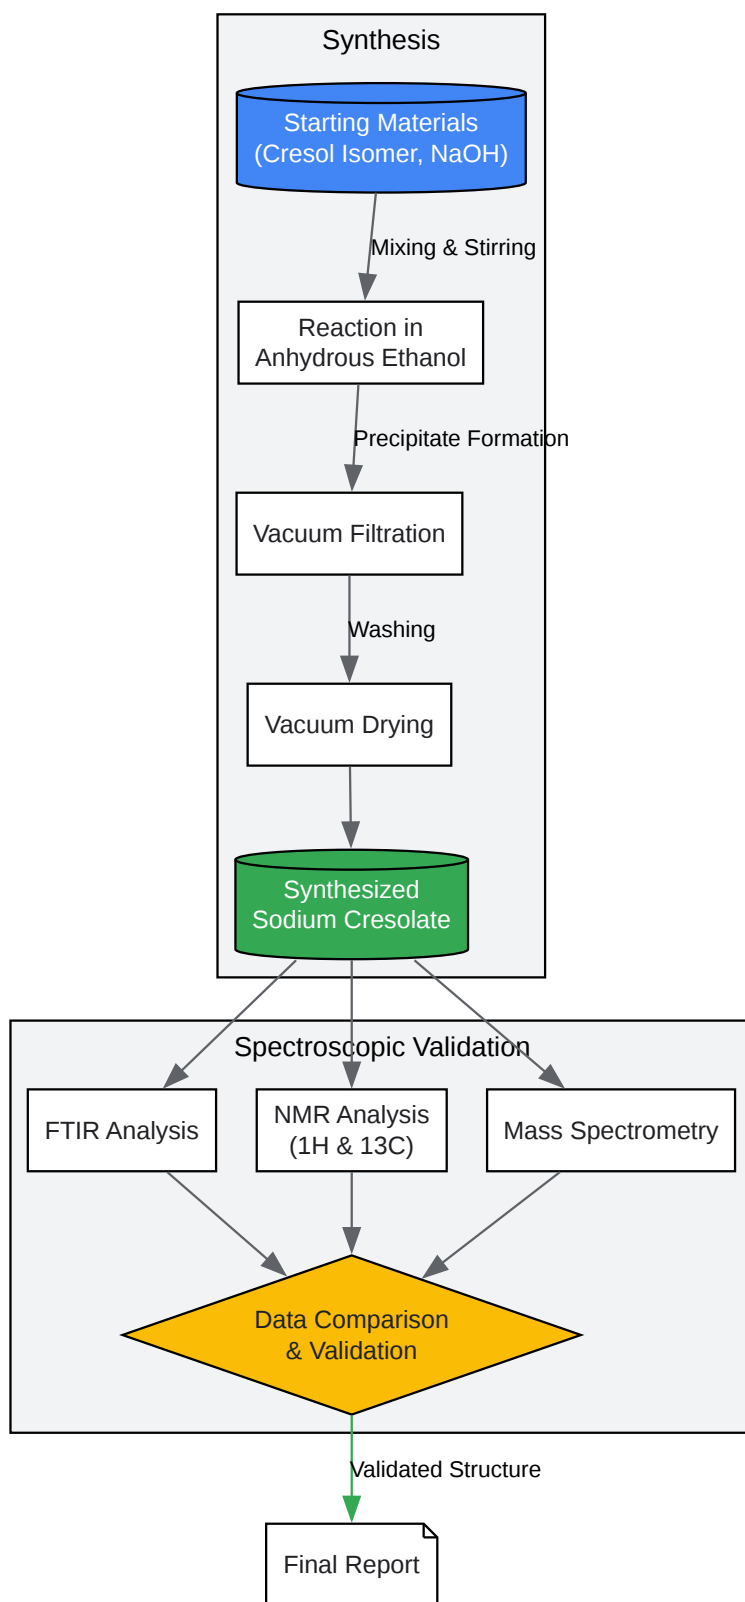 Synthesis
Starting Materials
(Cresol Isomer, NaOH)
Mixing & Stirring
Reaction in
Anhydrous Ethanol
Precipitate Formation
Vacuum Filtration
Washing
Vacuum Drying
Synthesized
Sodium Cresolate
Spectroscopic Validation
FTIR Analysis
NMR Analysis
(1H & 13C)
Mass Spectrometry
Data Comparison
& Validation
Validated Structure
Final Report